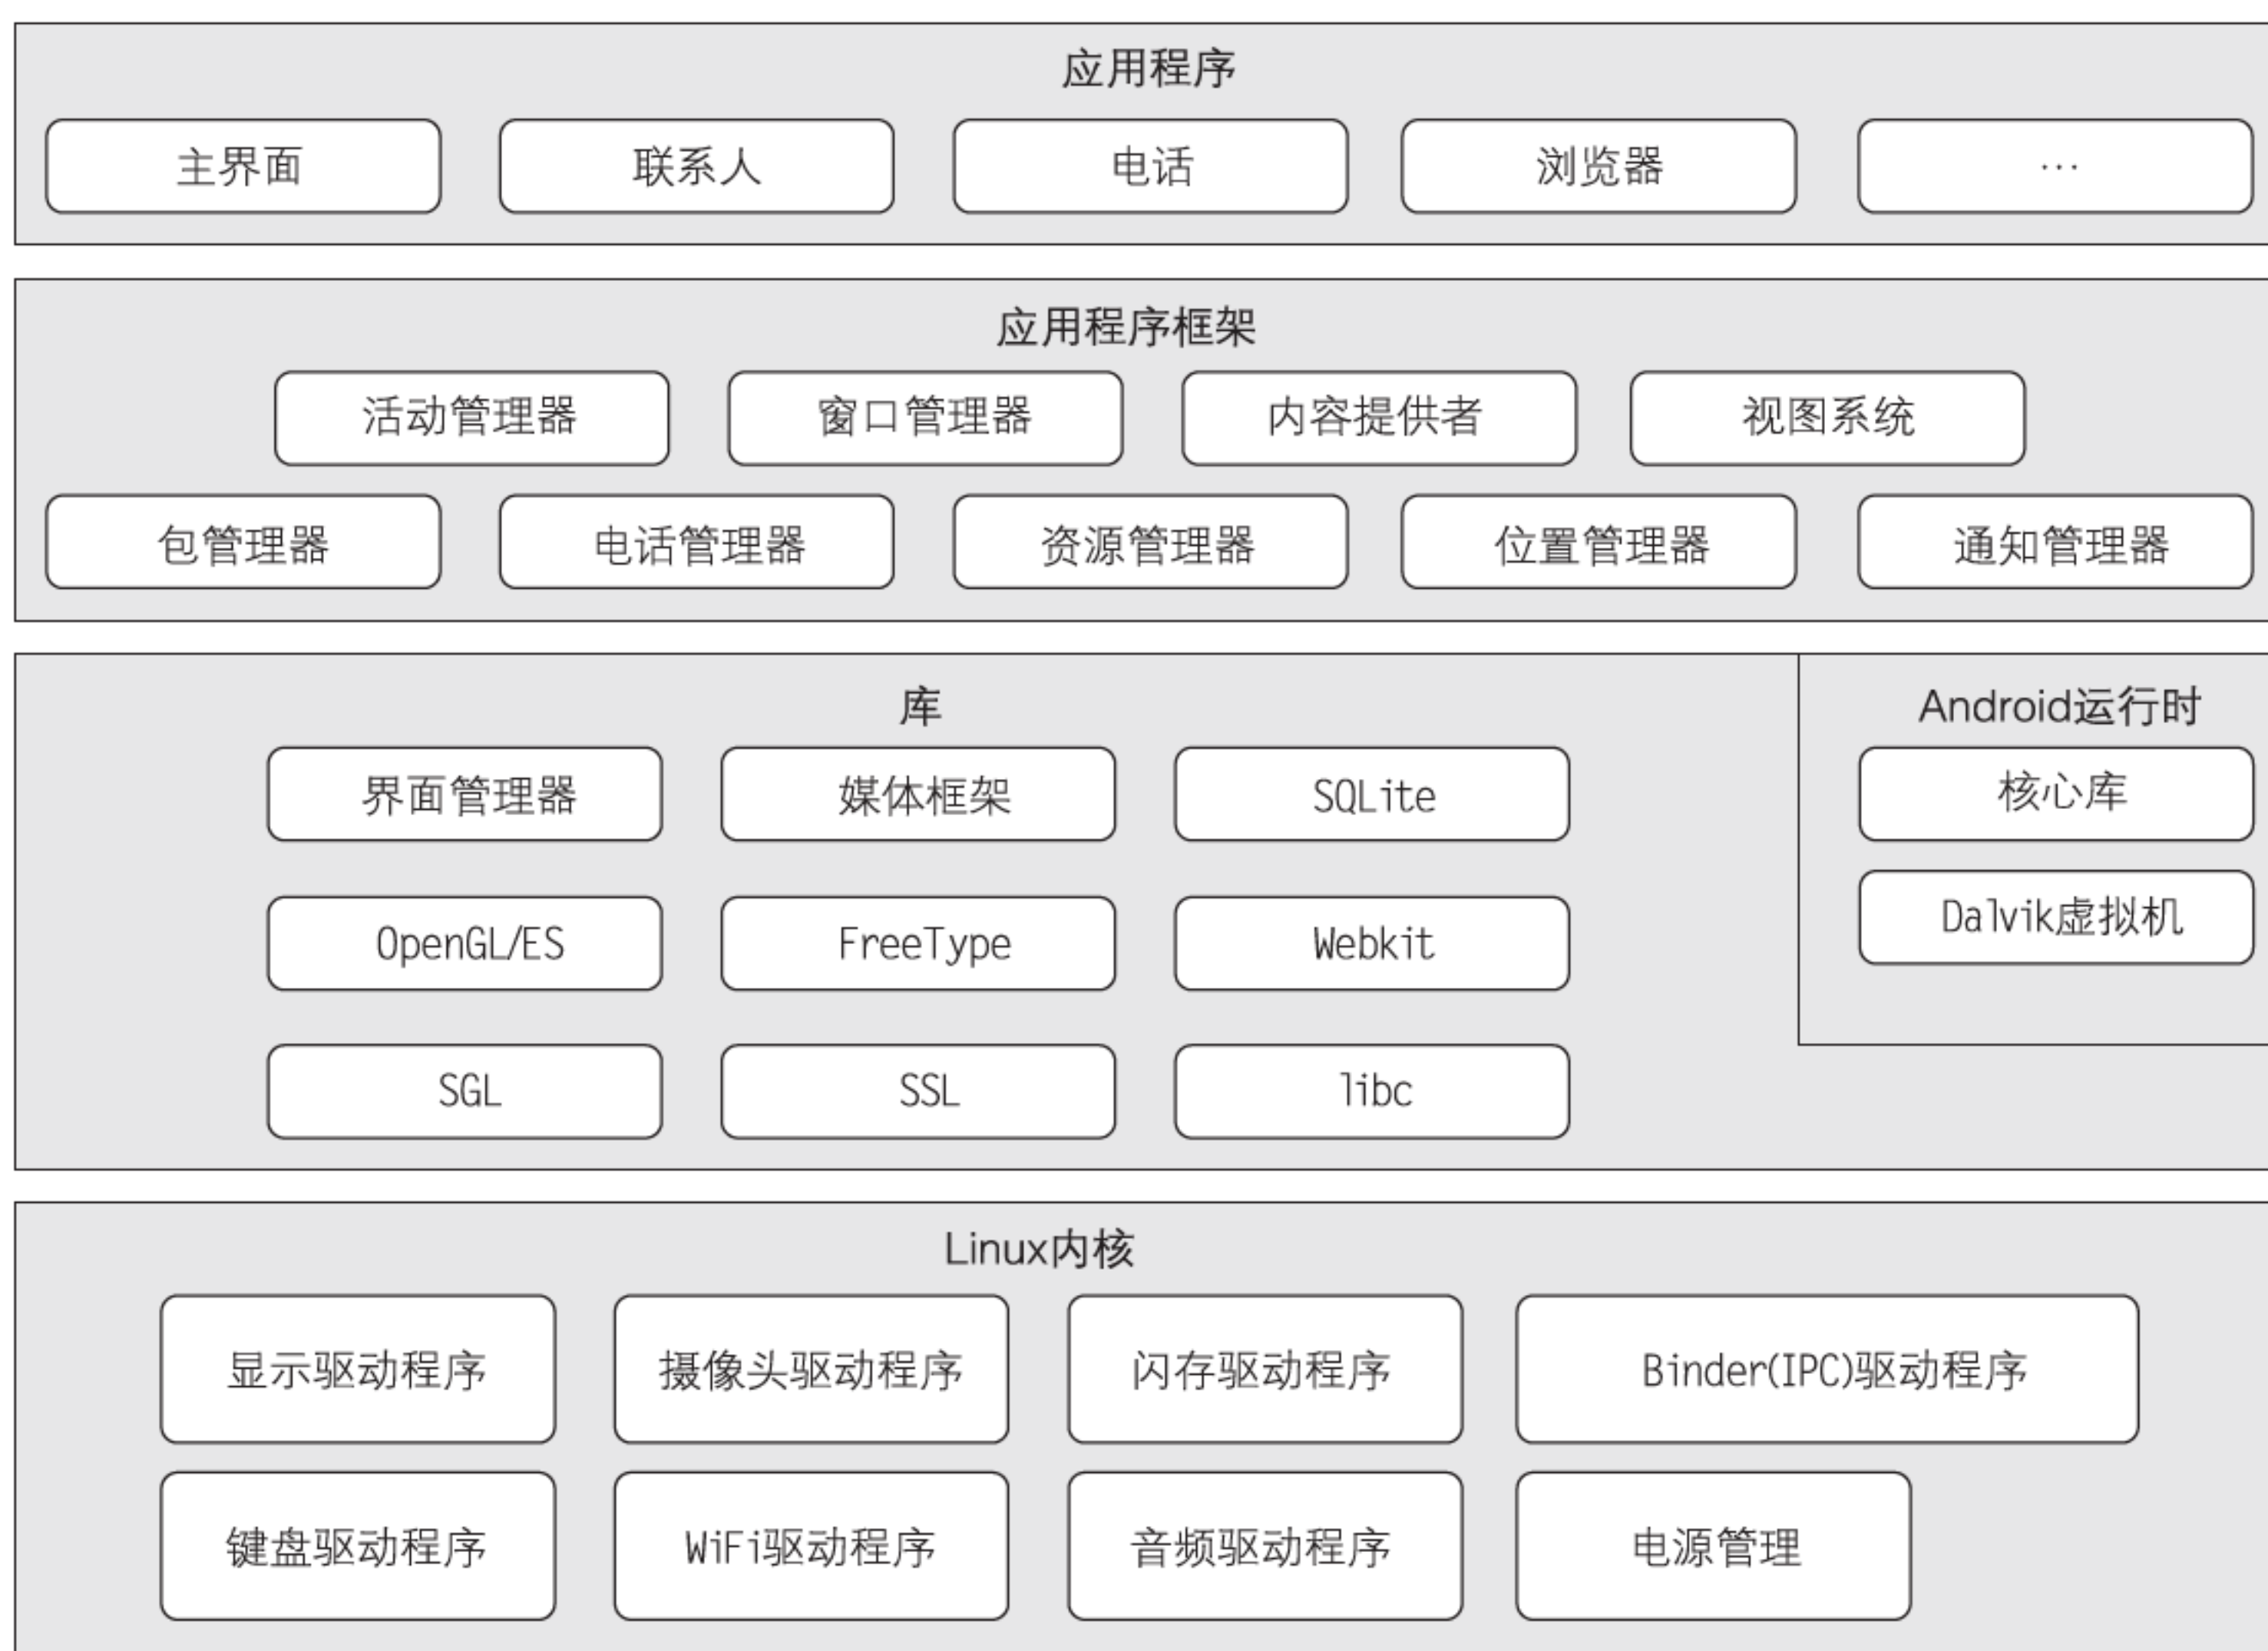 应用程序
主界面 联系人 电话 浏览器 …
应用程序框架
活动管理器 窗口管理器 内容提供者 视图系统
包管理器 电话管理器 资源管理器 位置管理器 通知管理器
库
界面管理器 媒体框架 SQLite
OpenGL/ES FreeType Webkit
SGL SSL libc
Android运行时
核心库
Dalvik虚拟机
Linux内核
显示驱动程序 摄像头驱动程序 闪存驱动程序 Binder(IPC)驱动程序
键盘驱动程序 WiFi驱动程序 音频驱动程序 电源管理